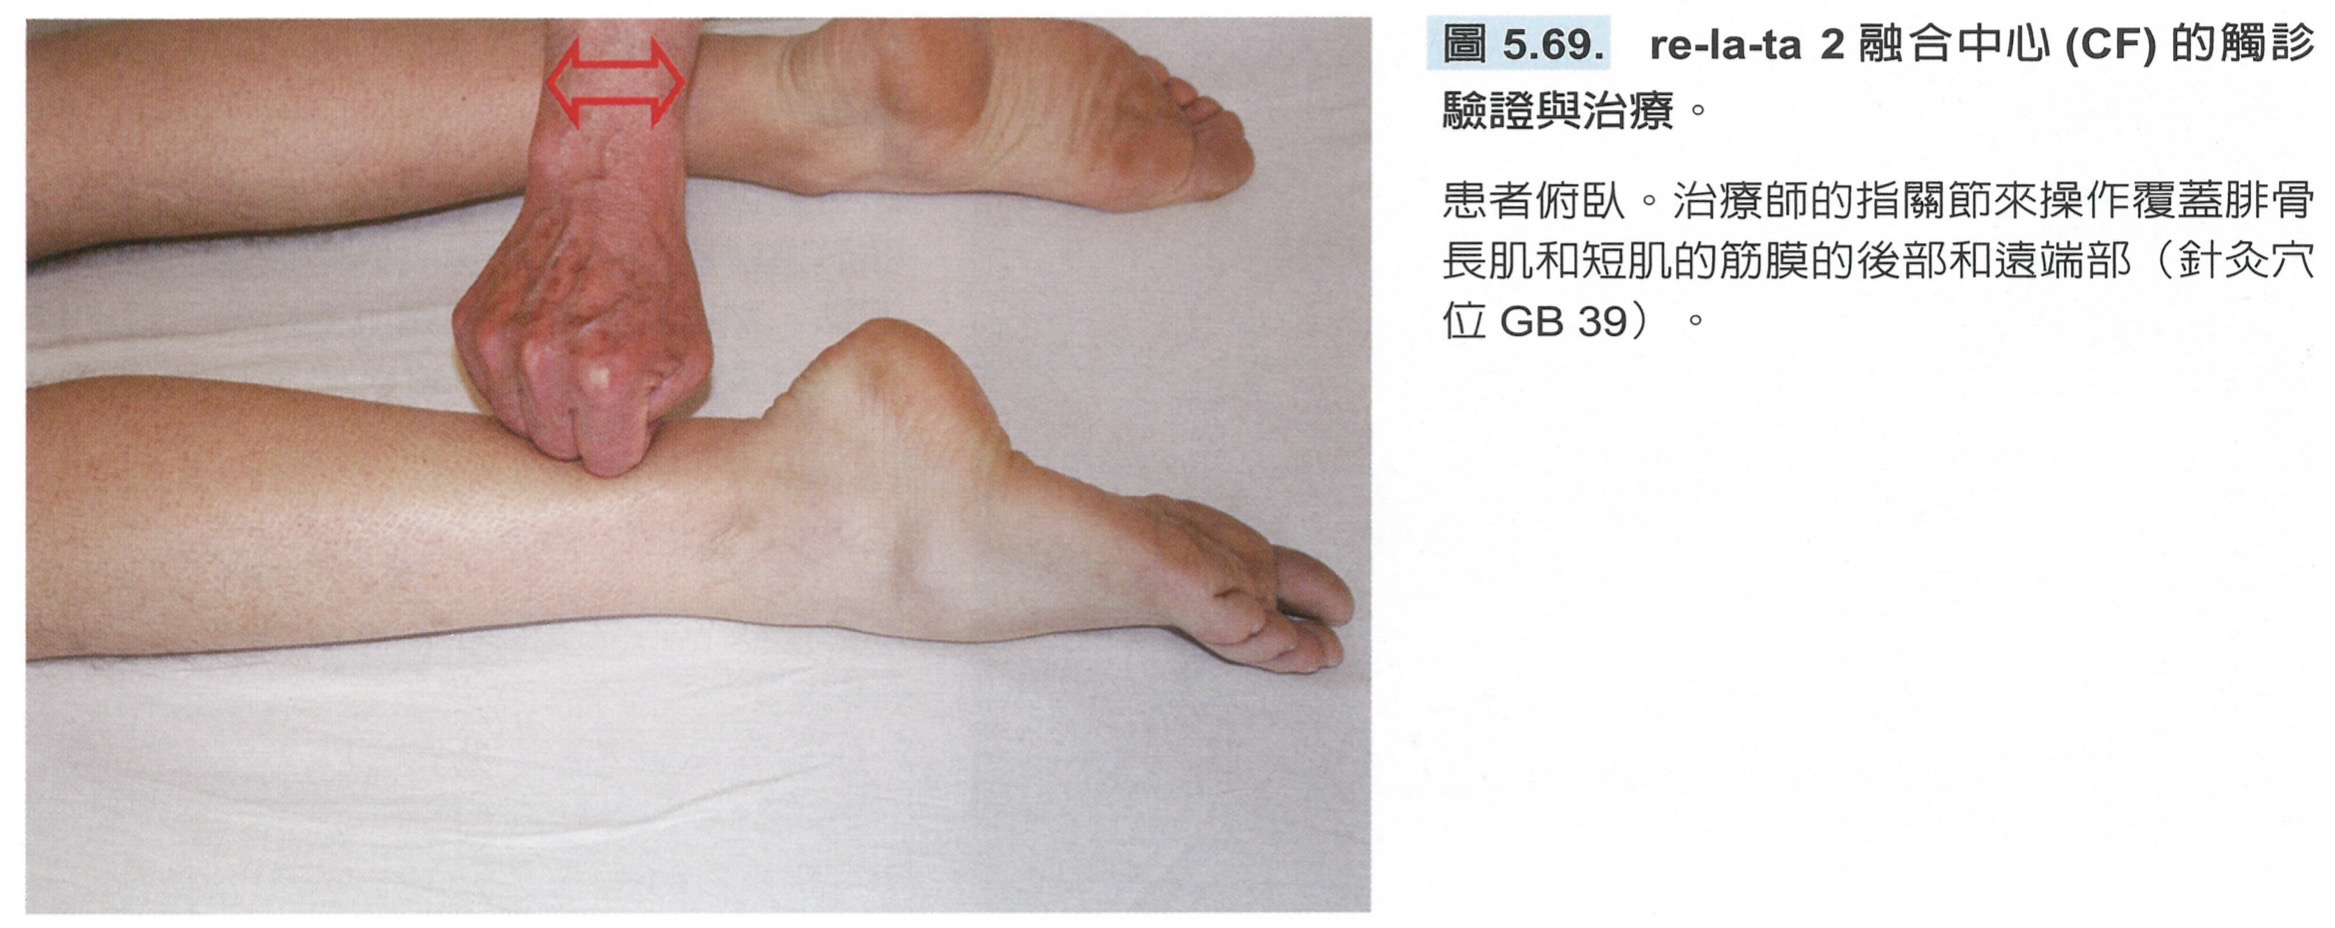 圖 5.69. re-la-ta 2 融合中心 (CF) 的觸診
驗證與治療。
患者俯臥。治療師的指關節來操作覆蓋腓骨
長肌和短肌的筋膜的後部和遠端部（針灸穴
位 GB 39）。